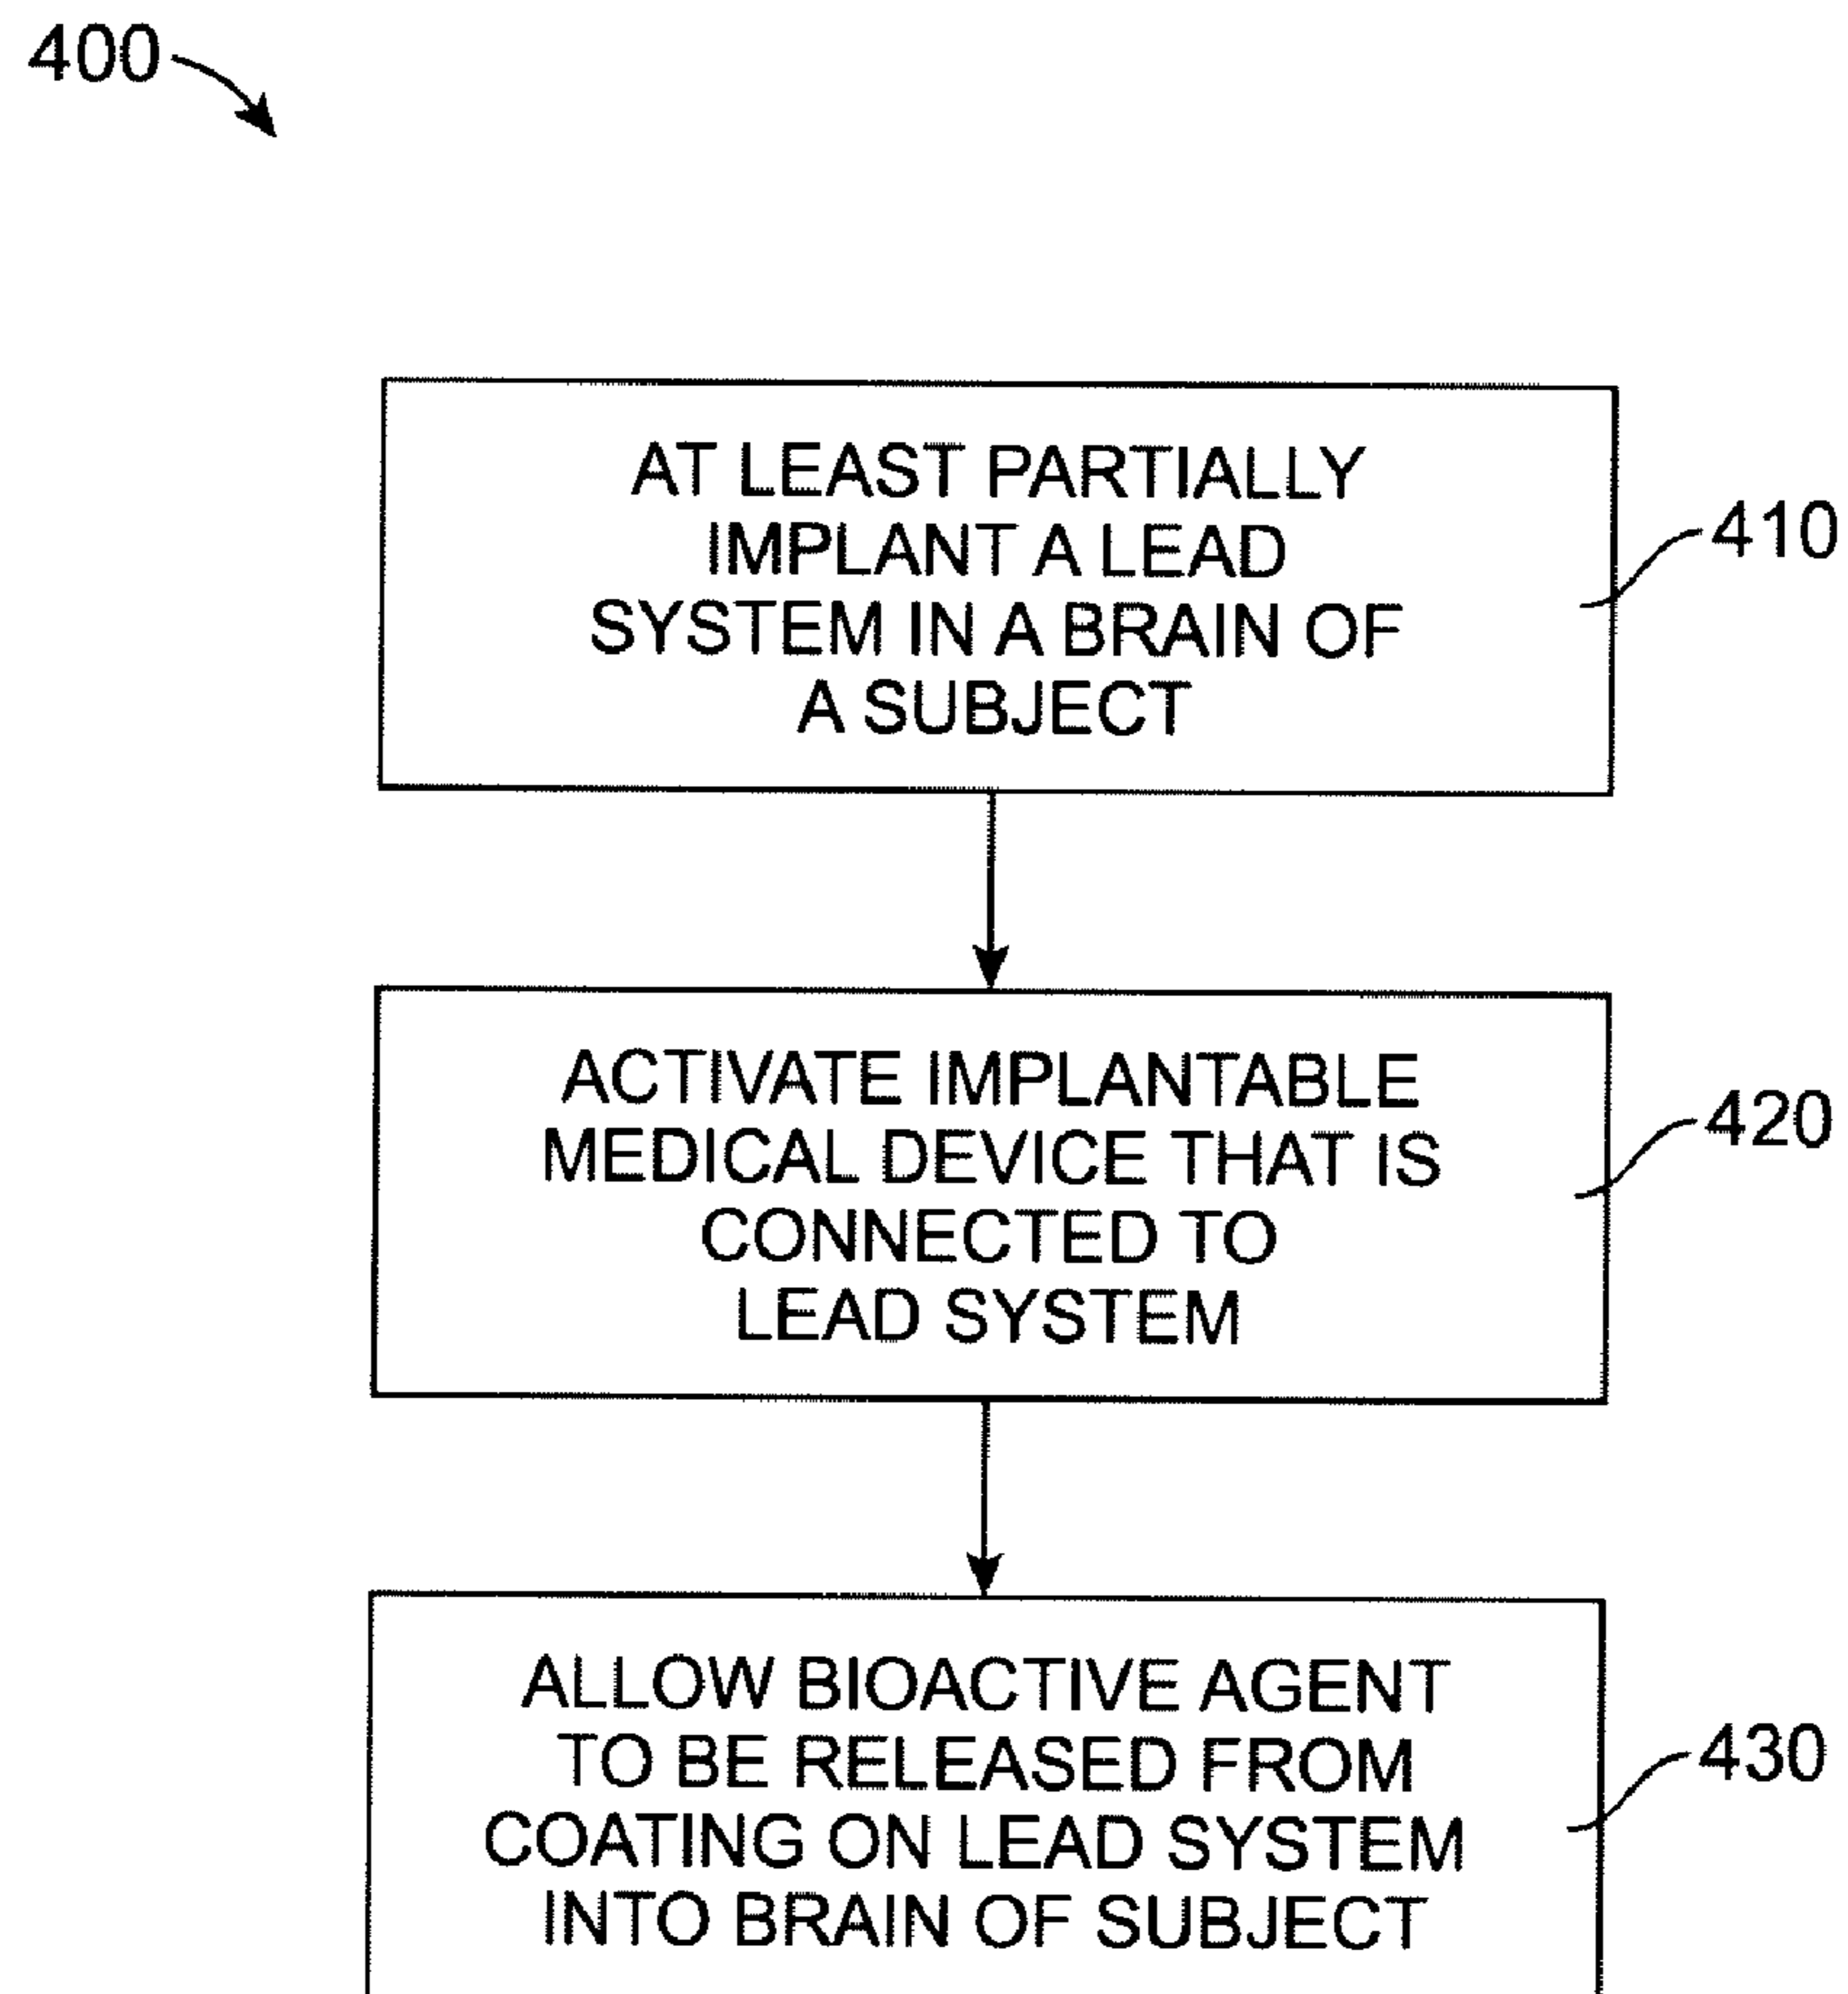 400
AT LEAST PARTIALLY
IMPLANT A LEAD
SYSTEM IN A BRAIN OF
A SUBJECT
410
ACTIVATE IMPLANTABLE
MEDICAL DEVICE THAT IS
CONNECTED TO
LEAD SYSTEM
420
ALLOW BIOACTIVE AGENT
TO BE RELEASED FROM
COATING ON LEAD SYSTEM
INTO BRAIN OF SUBJECT
430